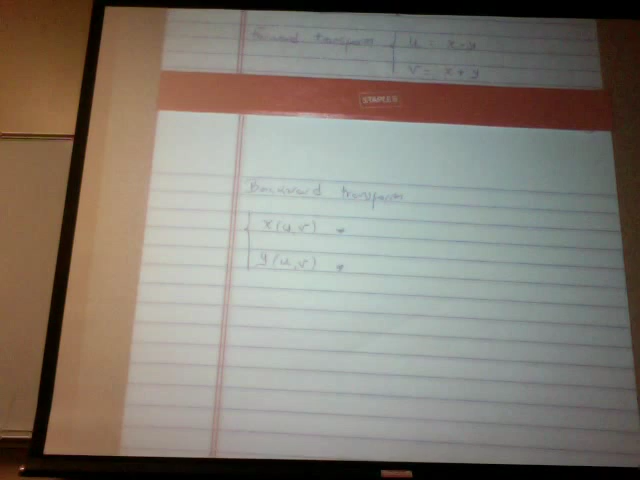 Forward transform { u = x-y
v = x+y
STAPLES
Backward transform
{ x(u,v) =
y(u,v) =